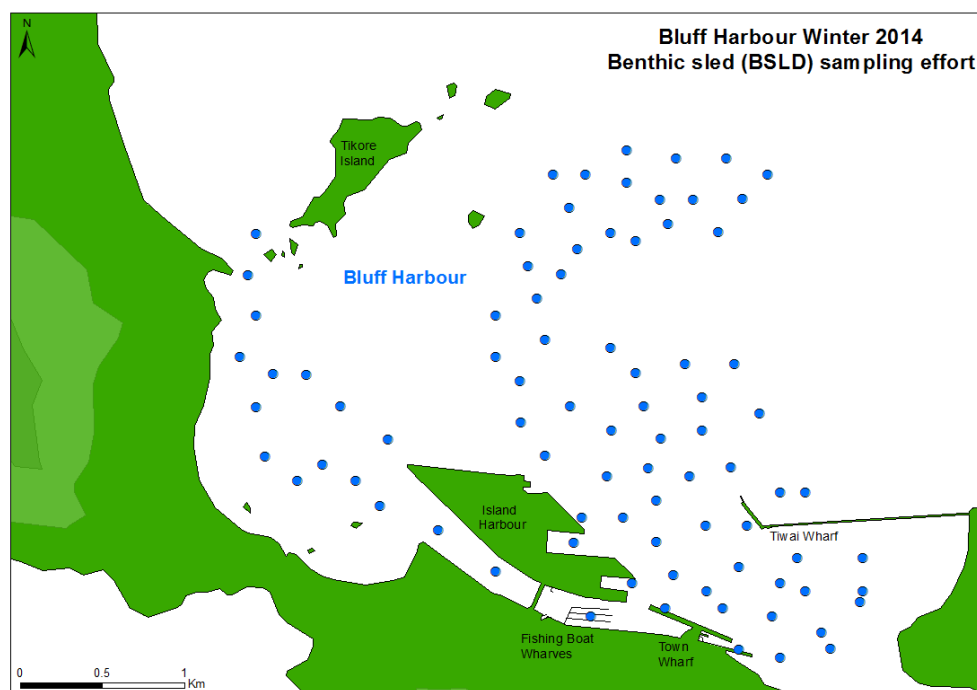 N
Bluff Harbour Winter 2014
Benthic sled (BSLD) sampling effort
Tikore
Island
Bluff Harbour
Island
Harbour
Tiwai Wharf
Fishing Boat
Wharves
Town
Wharf
0 0.5 1
Km